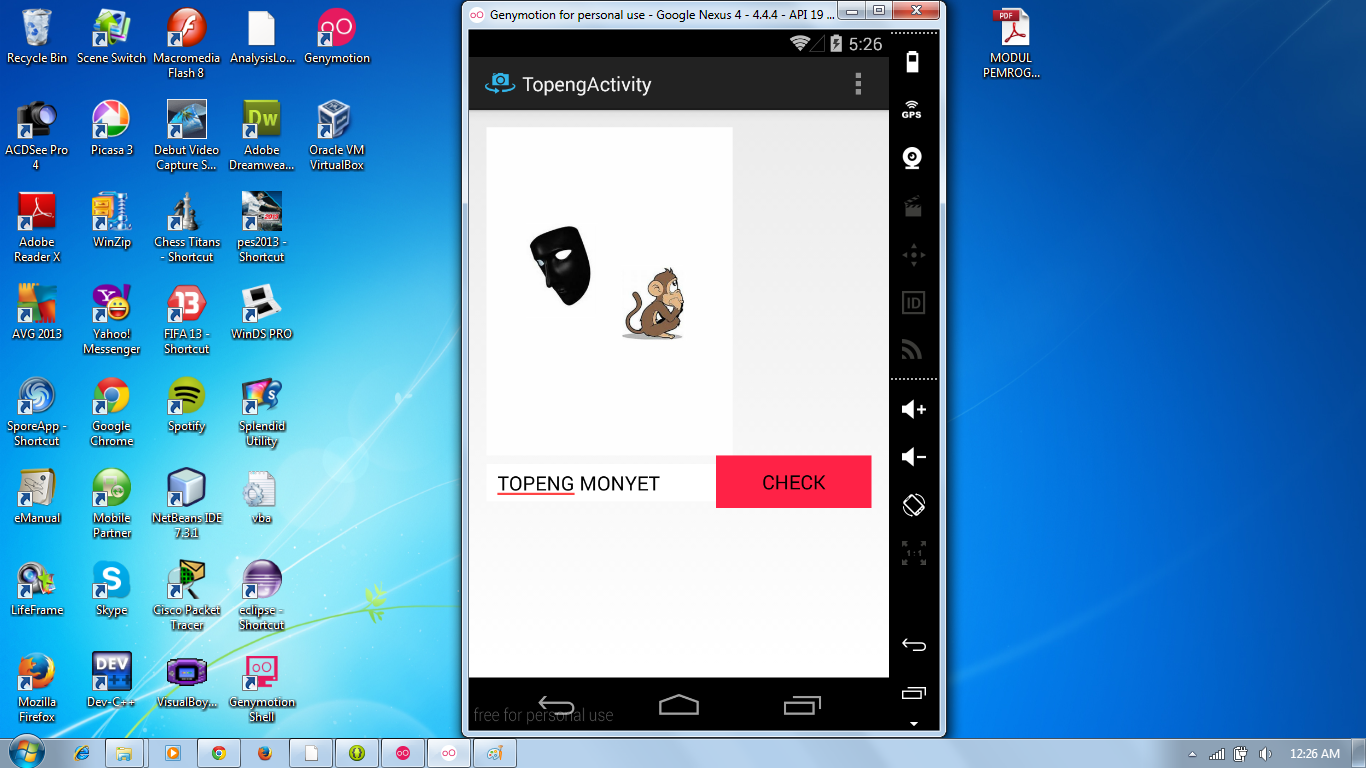 Genymotion for personal use - Google Nexus 4 - 4.4.4 - API 19 ...
5:26
TopengActivity
TOPENG MONYET
CHECK
free for personal use
GPS
ID
1:1
Recycle Bin
Scene Switch
Macromedia
Flash 8
AnalysisLo...
Genymotion
ACDSee Pro
4
Picasa 3
Debut Video
Capture S...
Dw
Adobe
Dreamwea...
Oracle VM
VirtualBox
Adobe
Reader X
WinZip
Chess Titans
- Shortcut
pes2013 -
Shortcut
AVG 2013
Yahoo!
Messenger
13
FIFA 13 -
Shortcut
WinDS PRO
SporeApp -
Shortcut
Google
Chrome
Spotify
Splendid
Utility
eManual
Mobile
Partner
NetBeans IDE
7.3.1
vba
LifeFrame
Skype
Cisco Packet
Tracer
eclipse -
Shortcut
Mozilla
Firefox
DEV
Dev-C++
VisualBoy...
Genymotion
Shell
PDF
MODUL
PEMROG...
12:26 AM